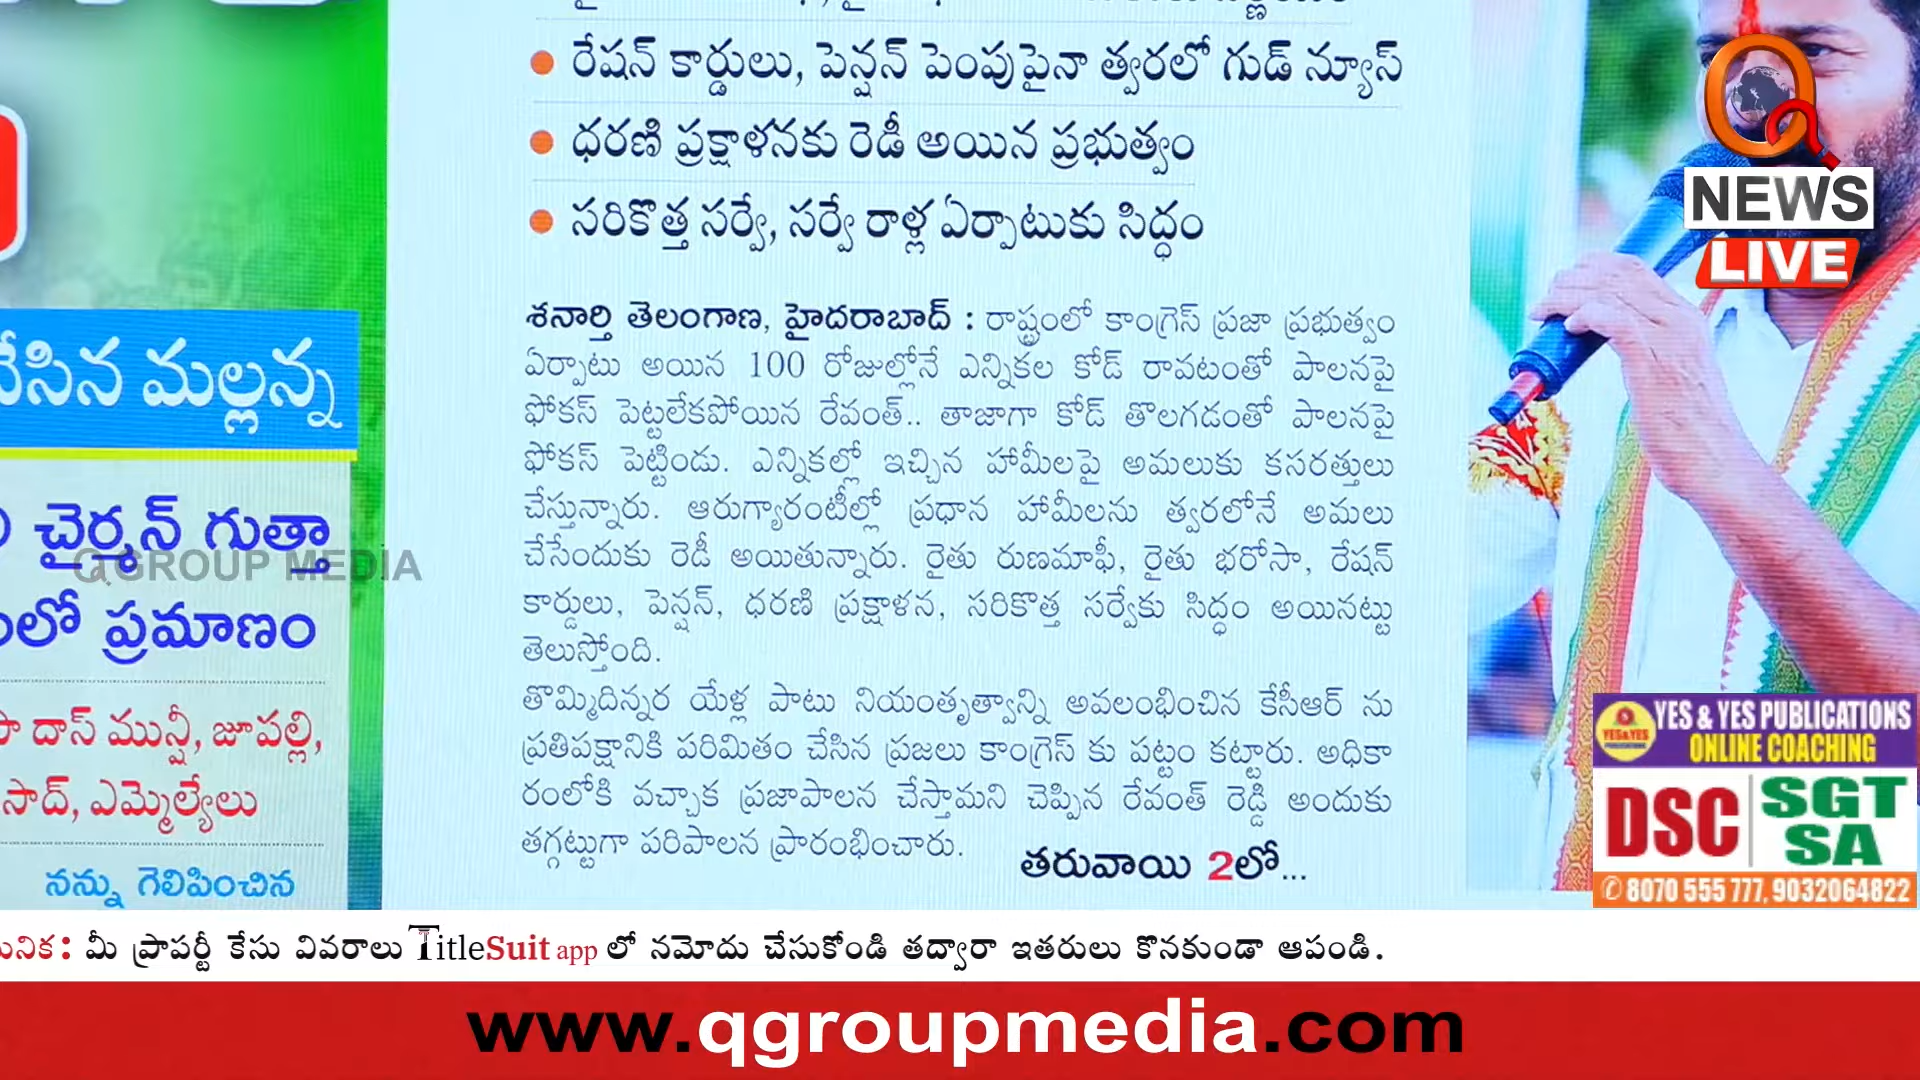 రేషన్ కార్డులు, పెన్షన్ పెంపుపైనా త్వరలో గుడ్ న్యూస్
ధరణి ప్రక్షాళనకు రెడీ అయిన ప్రభుత్వం
సరికొత్త సర్వే, సర్వే రాళ్ల ఏర్పాటుకు సిద్ధం
శనార్తి తెలంగాణ, హైదరాబాద్ : రాష్ట్రంలో కాంగ్రెస్ ప్రజా ప్రభుత్వం
ఏర్పాటు అయిన 100 రోజుల్లోనే ఎన్నికల కోడ్ రావటంతో పాలనపై
ఫోకస్ పెట్టలేకపోయిన రేవంత్.. తాజాగా కోడ్ తొలగడంతో పాలనపై
ఫోకస్ పెట్టిండు. ఎన్నికల్లో ఇచ్చిన హామీలపై అమలుకు కసరత్తులు
చేస్తున్నారు. ఆరుగ్యారంటీల్లో ప్రధాన హామీలను త్వరలోనే అమలు
చేసేందుకు రెడీ అయితున్నారు. రైతు రుణమాఫీ, రైతు భరోసా, రేషన్
కార్డులు, పెన్షన్, ధరణి ప్రక్షాళన, సరికొత్త సర్వేకు సిద్ధం అయినట్టు
తెలుస్తోంది.
తొమ్మిదిన్నర యేళ్ల పాటు నియంతృత్వాన్ని అవలంభించిన కేసీఆర్ ను
ప్రతిపక్షానికి పరిమితం చేసిన ప్రజలు కాంగ్రెస్ కు పట్టం కట్టారు. అధికా
రంలోకి వచ్చాక ప్రజాపాలన చేస్తామని చెప్పిన రేవంత్ రెడ్డి అందుకు
తగ్గట్టుగా పరిపాలన ప్రారంభించారు.
తరువాయి 2లో...
చేసిన మల్లన్న
చైర్మన్ గుత్తా
లో ప్రమాణం
దాస్ మున్షీ, జూపల్లి,
సాద్, ఎమ్మెల్యేలు
నన్ను గెలిపించిన
Q GROUP MEDIA
Q
NEWS
LIVE
YES & YES PUBLICATIONS
ONLINE COACHING
YES&YES
DSC
SGT
SA
8070 555 777, 9032064822
నిక: మీ ప్రాపర్టీ కేసు వివరాలు TitleSuit app లో నమోదు చేసుకోండి తద్వారా ఇతరులు కొనకుండా ఆపండి.
www.qgroupmedia.com